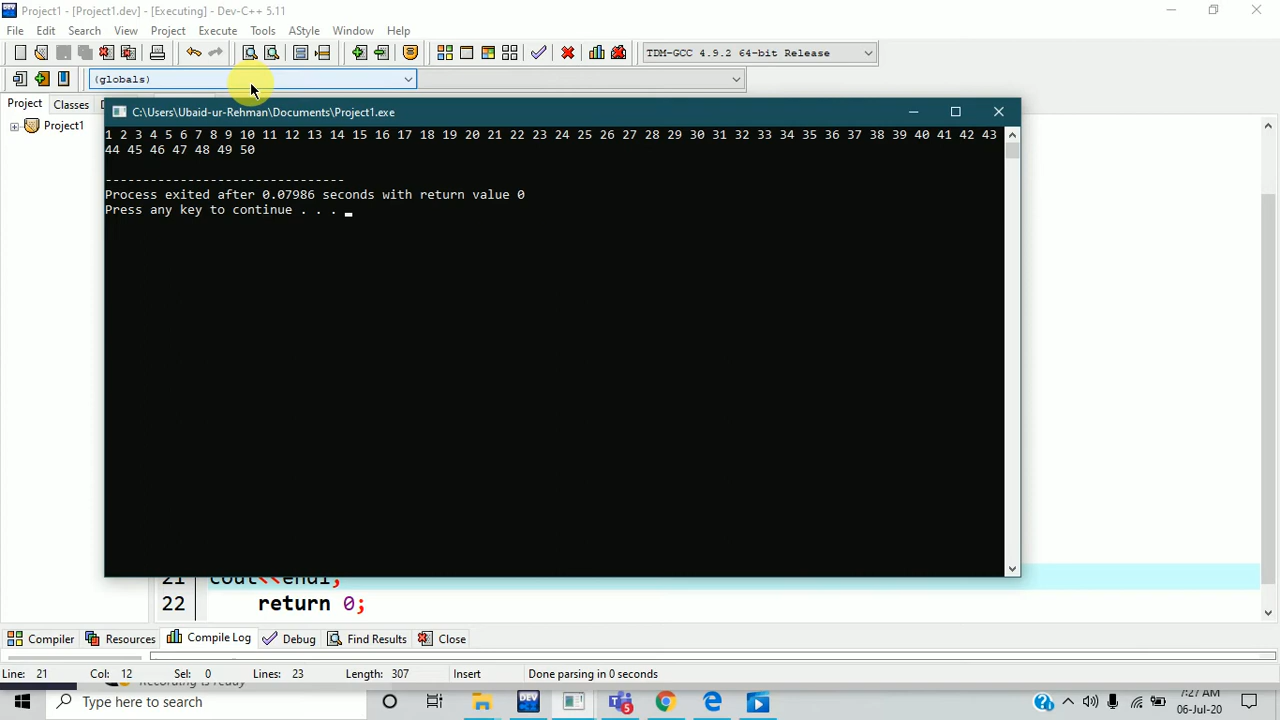 Project1 - [Project1.dev] - [Executing] - Dev-C++ 5.11
File Edit Search View Project Execute Tools AStyle Window Help
TDM-GCC 4.9.2 64-bit Release
(globals)
Project Classes
Project1
C:\Users\Ubaid-ur-Rehman\Documents\Project1.exe
1 2 3 4 5 6 7 8 9 10 11 12 13 14 15 16 17 18 19 20 21 22 23 24 25 26 27 28 29 30 31 32 33 34 35 36 37 38 39 40 41 42 43
44 45 46 47 48 49 50
--------------------------------
Process exited after 0.07986 seconds with return value 0
Press any key to continue . . .
21 cout<<endl;
22 return 0;
Compiler Resources Compile Log Debug Find Results Close
Line: 21 Col: 12 Sel: 0 Lines: 23 Length: 307 Insert Done parsing in 0 seconds
Recording is ready
Type here to search
7:27 AM
06-Jul-20